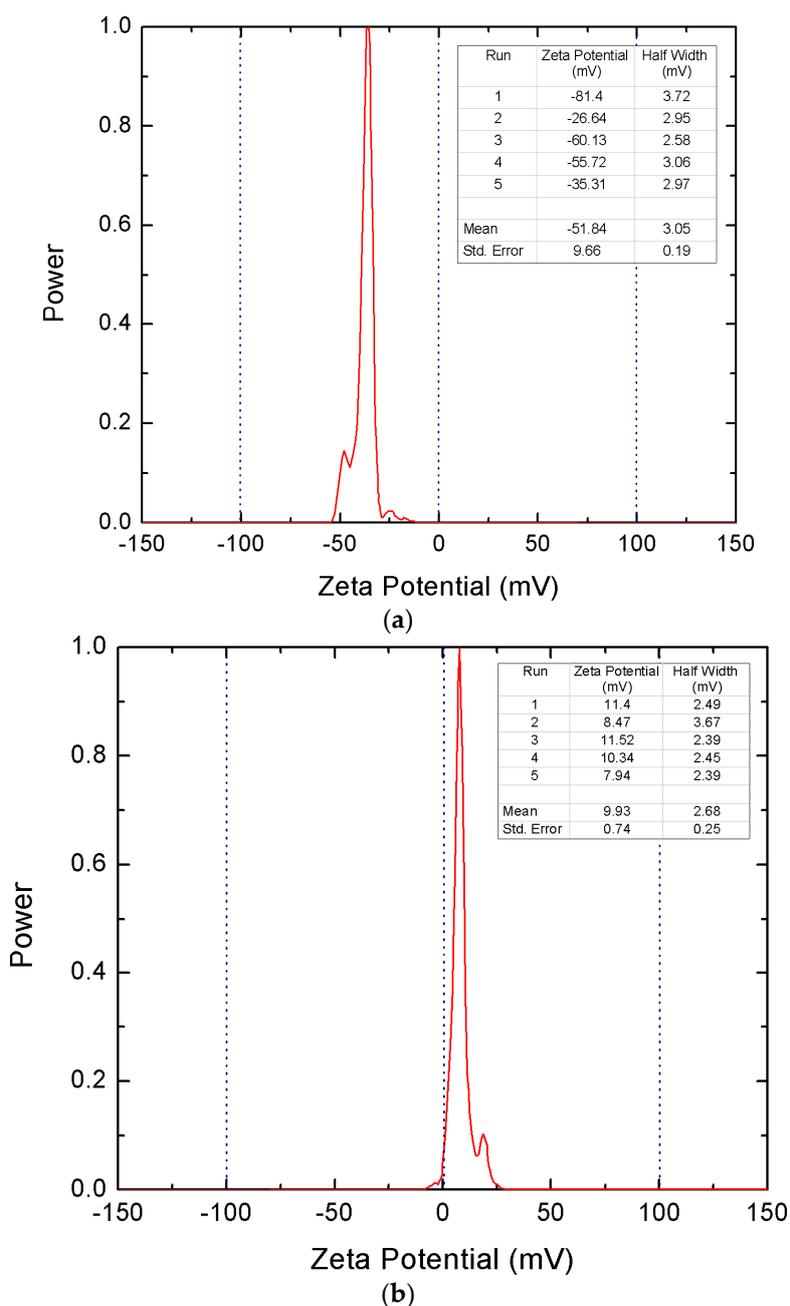 1.0
0.8
0.6
0.4
0.2
0.0
Power
-150 -100 -50 0 50 100 150
Zeta Potential (mV)
Run Zeta Potential (mV) Half Width (mV)
1 -81.4 3.72
2 -26.64 2.95
3 -60.13 2.58
4 -55.72 3.06
5 -35.31 2.97
Mean -51.84 3.05
Std. Error 9.66 0.19
(a)
1.0
0.8
0.6
0.4
0.2
0.0
Power
-150 -100 -50 0 50 100 150
Zeta Potential (mV)
Run Zeta Potential (mV) Half Width (mV)
1 11.4 2.49
2 8.47 3.67
3 11.52 2.39
4 10.34 2.45
5 7.94 2.39
Mean 9.93 2.68
Std. Error 0.74 0.25
(b)